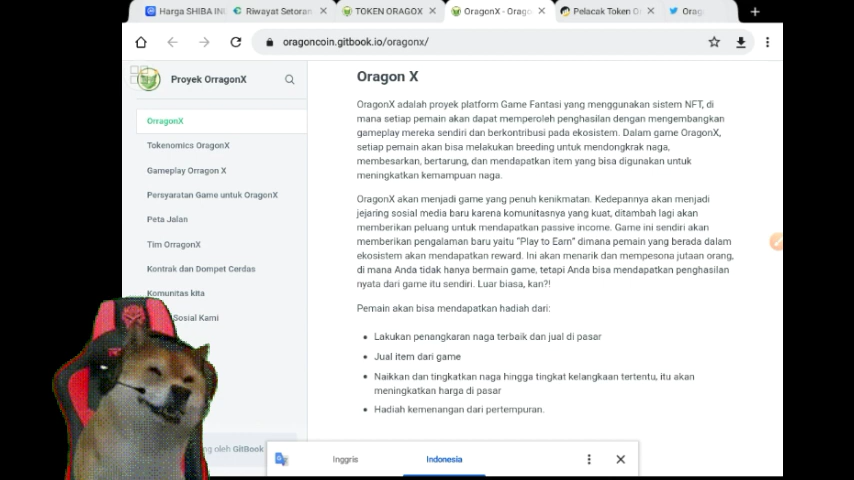 Harga SHIBA INU
Riwayat Setoran
TOKEN ORAGOX
OragonX - Orago
Pelacak Token O
Orag
oragoncoin.gitbook.io/oragonx/
Proyek OrragonX
OrragonX
Tokenomics OragonX
Gameplay Orragon X
Persyaratan Game untuk OragonX
Peta Jalan
Tim OrragonX
Kontrak dan Dompet Cerdas
Komunitas kita
Sosial Kami
ng oleh GitBook
Oragon X
OragonX adalah proyek platform Game Fantasi yang menggunakan sistem NFT, di
mana setiap pemain akan dapat memperoleh penghasilan dengan mengembangkan
gameplay mereka sendiri dan berkontribusi pada ekosistem. Dalam game OragonX,
setiap pemain akan bisa melakukan breeding untuk mendongkrak naga,
membesarkan, bertarung, dan mendapatkan item yang bisa digunakan untuk
meningkatkan kemampuan naga.
OragonX akan menjadi game yang penuh kenikmatan. Kedepannya akan menjadi
jejaring sosial media baru karena komunitasnya yang kuat, ditambah lagi akan
memberikan peluang untuk mendapatkan passive income. Game ini sendiri akan
memberikan pengalaman baru yaitu "Play to Earn" dimana pemain yang berada dalam
ekosistem akan mendapatkan reward. Ini akan menarik dan mempesona jutaan orang,
di mana Anda tidak hanya bermain game, tetapi Anda bisa mendapatkan penghasilan
nyata dari game itu sendiri. Luar biasa, kan?!
Pemain akan bisa mendapatkan hadiah dari:
• Lakukan penangkaran naga terbaik dan jual di pasar
• Jual item dari game
• Naikkan dan tingkatkan naga hingga tingkat kelangkaan tertentu, itu akan
meningkatkan harga di pasar
• Hadiah kemenangan dari pertempuran.
Inggris
Indonesia